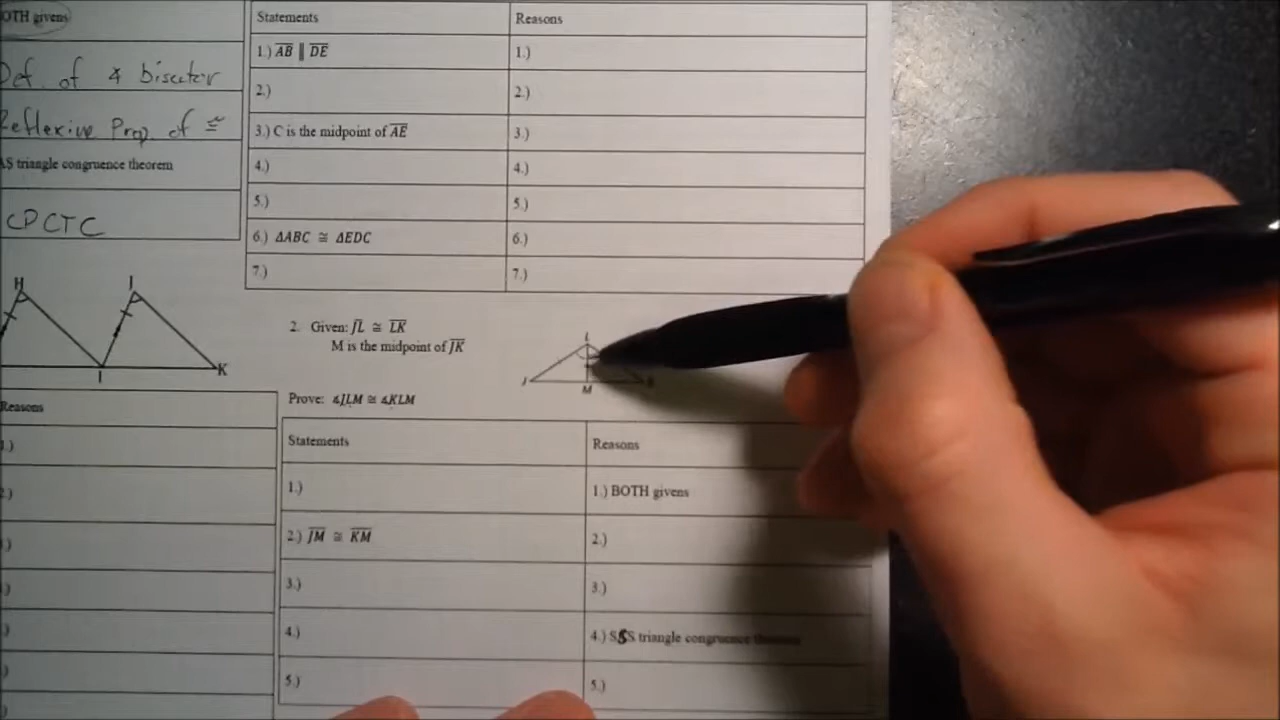 OTH givens
Def. of ∡ bisector
Reflexive Prop. of ≅
AS triangle congruence theorem
CPCTC
Statements Reasons
1.) AB ∥ DE 1.)
2.) 2.)
3.) C is the midpoint of AE 3.)
4.) 4.)
5.) 5.)
6.) ΔABC ≅ ΔEDC 6.)
7.) 7.)
H J
I K
Reasons
.)
.)
)
)
)
)
)
2. Given: JL ≅ LK
M is the midpoint of JK
Prove: ∡JLM ≅ ∡KLM
L
J M
Statements Reasons
1.) 1.) BOTH givens
2.) JM ≅ KM 2.)
3.) 3.)
4.) 4.) SSS triangle congruence theorem
5.) 5.)